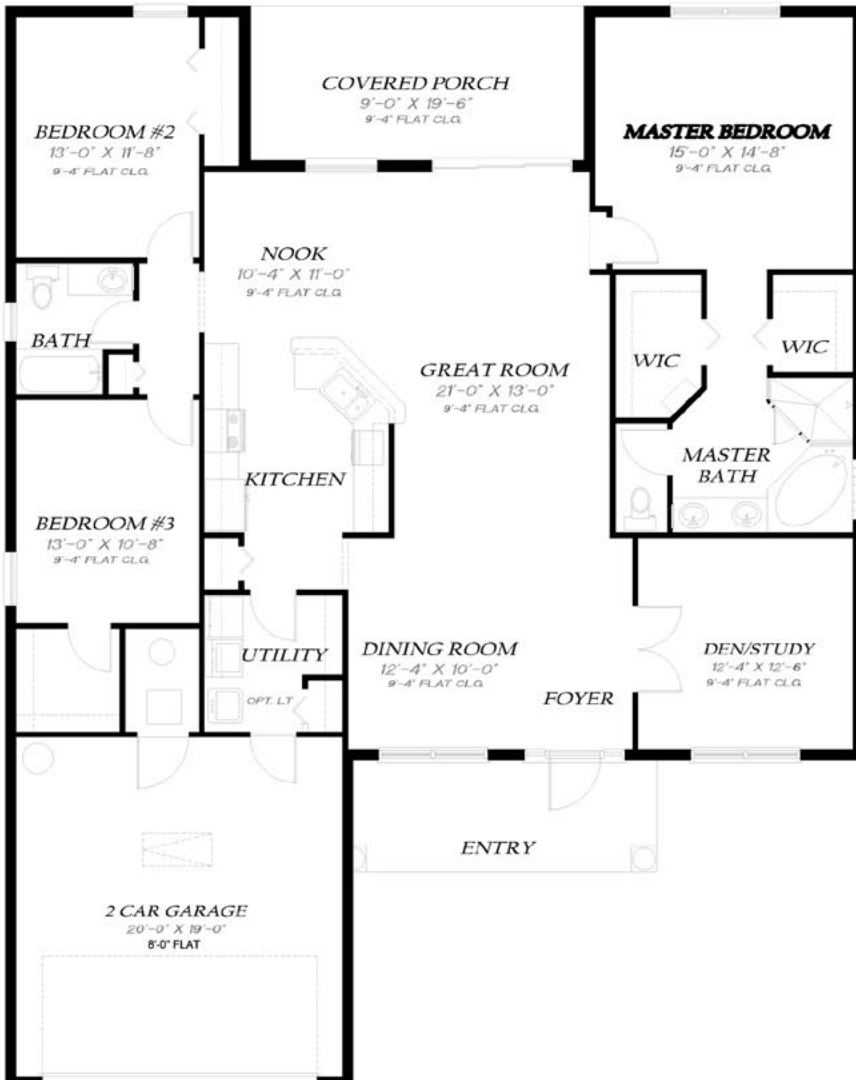 COVERED PORCH
9'-0" X 19'-6"
9'-4" FLAT CLG.
BEDROOM #2
13'-0" X 11'-8"
9'-4" FLAT CLG.
MASTER BEDROOM
15'-0" X 14'-8"
9'-4" FLAT CLG.
NOOK
10'-4" X 11'-0"
9'-4" FLAT CLG.
BATH
GREAT ROOM
21'-0" X 13'-0"
9'-4" FLAT CLG.
WIC
WIC
MASTER
BATH
KITCHEN
BEDROOM #3
13'-0" X 10'-8"
9'-4" FLAT CLG.
UTILITY
OPT. LT
DINING ROOM
12'-4" X 10'-0"
9'-4" FLAT CLG.
FOYER
DEN/STUDY
12'-4" X 12'-6"
9'-4" FLAT CLG.
ENTRY
2 CAR GARAGE
20'-0" X 19'-0"
8'-0" FLAT